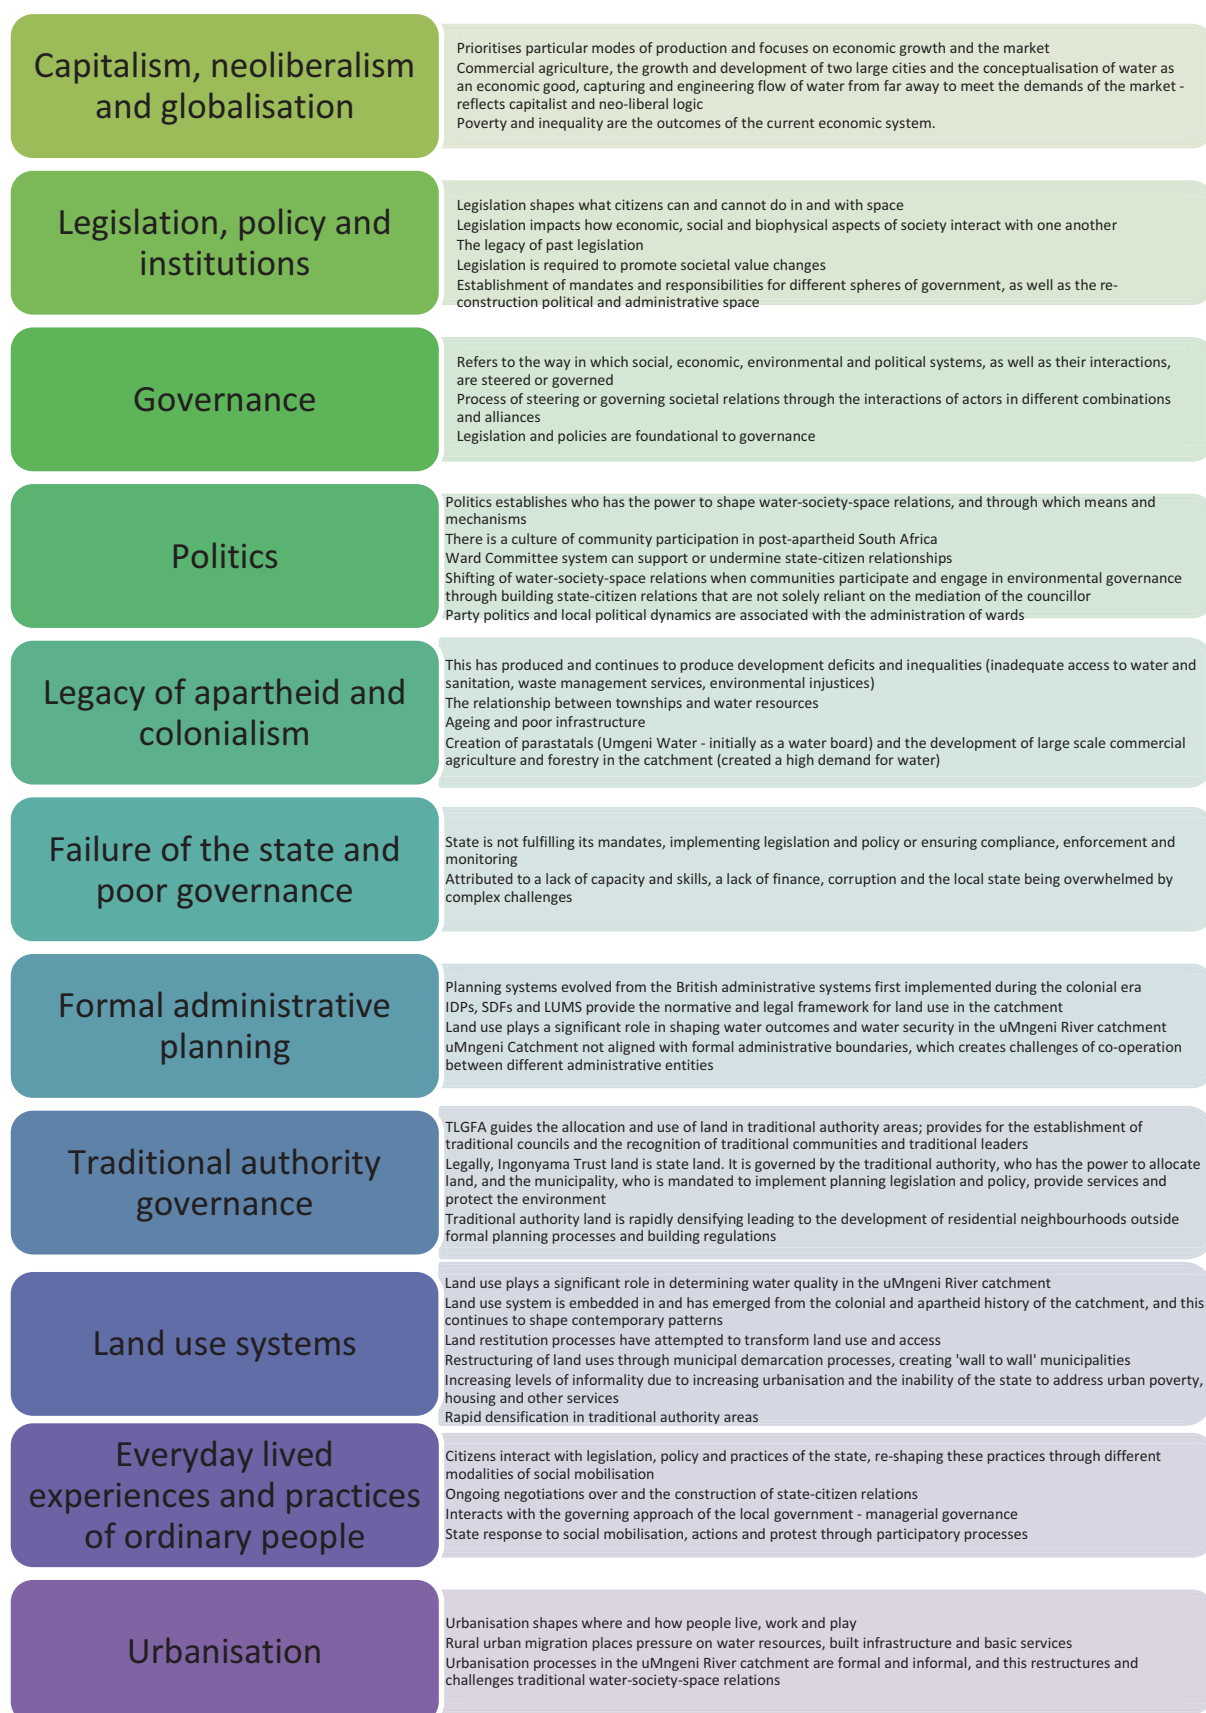 Capitalism, neoliberalism
and globalisation
Prioritises particular modes of production and focuses on economic growth and the market
Commercial agriculture, the growth and development of two large cities and the conceptualisation of water as
an economic good, capturing and engineering flow of water from far away to meet the demands of the market -
reflects capitalist and neo-liberal logic
Poverty and inequality are the outcomes of the current economic system.
Legislation, policy and
institutions
Legislation shapes what citizens can and cannot do in and with space
Legislation impacts how economic, social and biophysical aspects of society interact with one another
The legacy of past legislation
Legislation is required to promote societal value changes
Establishment of mandates and responsibilities for different spheres of government, as well as the re-
construction political and administrative space
Governance
Refers to the way in which social, economic, environmental and political systems, as well as their interactions,
are steered or governed
Process of steering or governing societal relations through the interactions of actors in different combinations
and alliances
Legislation and policies are foundational to governance
Politics
Politics establishes who has the power to shape water-society-space relations, and through which means and
mechanisms
There is a culture of community participation in post-apartheid South Africa
Ward Committee system can support or undermine state-citizen relationships
Shifting of water-society-space relations when communities participate and engage in environmental governance
through building state-citizen relations that are not solely reliant on the mediation of the councillor
Party politics and local political dynamics are associated with the administration of wards
Legacy of apartheid and
colonialism
This has produced and continues to produce development deficits and inequalities (inadequate access to water and
sanitation, waste management services, environmental injustices)
The relationship between townships and water resources
Ageing and poor infrastructure
Creation of parastatals (Umgeni Water - initially as a water board) and the development of large scale commercial
agriculture and forestry in the catchment (created a high demand for water)
Failure of the state and
poor governance
State is not fulfilling its mandates, implementing legislation and policy or ensuring compliance, enforcement and
monitoring
Attributed to a lack of capacity and skills, a lack of finance, corruption and the local state being overwhelmed by
complex challenges
Formal administrative
planning
Planning systems evolved from the British administrative systems first implemented during the colonial era
IDPs, SDFs and LUMS provide the normative and legal framework for land use in the catchment
Land use plays a significant role in shaping water outcomes and water security in the uMngeni River catchment
uMngeni Catchment not aligned with formal administrative boundaries, which creates challenges of co-operation
between different administrative entities
Traditional authority
governance
TLGFA guides the allocation and use of land in traditional authority areas; provides for the establishment of
traditional councils and the recognition of traditional communities and traditional leaders
Legally, Ingonyama Trust land is state land. It is governed by the traditional authority, who has the power to allocate
land, and the municipality, who is mandated to implement planning legislation and policy, provide services and
protect the environment
Traditional authority land is rapidly densifying leading to the development of residential neighbourhoods outside
formal planning processes and building regulations
Land use systems
Land use plays a significant role in determining water quality in the uMngeni River catchment
Land use system is embedded in and has emerged from the colonial and apartheid history of the catchment, and this
continues to shape contemporary patterns
Land restitution processes have attempted to transform land use and access
Restructuring of land uses through municipal demarcation processes, creating 'wall to wall' municipalities
Increasing levels of informality due to increasing urbanisation and the inability of the state to address urban poverty,
housing and other services
Rapid densification in traditional authority areas
Everyday lived
experiences and practices
of ordinary people
Citizens interact with legislation, policy and practices of the state, re-shaping these practices through different
modalities of social mobilisation
Ongoing negotiations over and the construction of state-citizen relations
Interacts with the governing approach of the local government - managerial governance
State response to social mobilisation, actions and protest through participatory processes
Urbanisation
Urbanisation shapes where and how people live, work and play
Rural urban migration places pressure on water resources, built infrastructure and basic services
Urbanisation processes in the uMngeni River catchment are formal and informal, and this restructures and
challenges traditional water-society-space relations